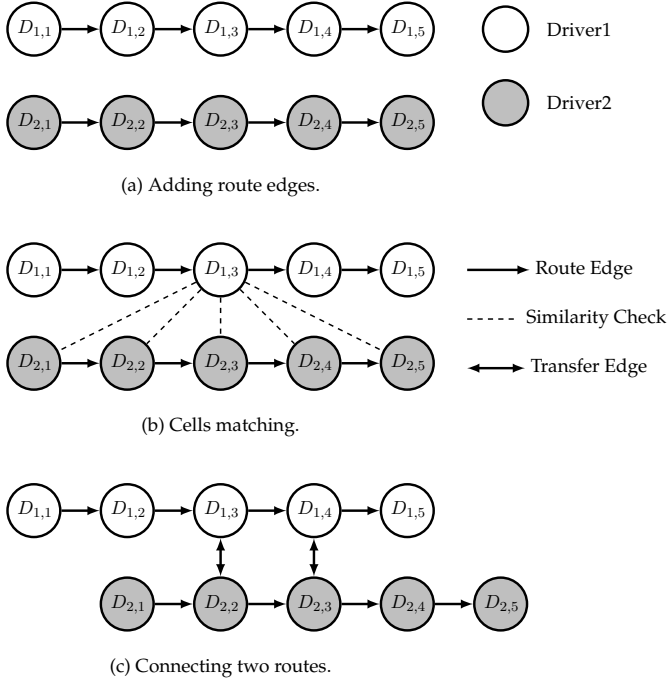 D1,1 D1,2 D1,3 D1,4 D1,5 Driver1
D2,1 D2,2 D2,3 D2,4 D2,5 Driver2
(a) Adding route edges.
D1,1 D1,2 D1,3 D1,4 D1,5 Route Edge
Similarity Check
D2,1 D2,2 D2,3 D2,4 D2,5 Transfer Edge
(b) Cells matching.
D1,1 D1,2 D1,3 D1,4 D1,5
D2,1 D2,2 D2,3 D2,4 D2,5
(c) Connecting two routes.